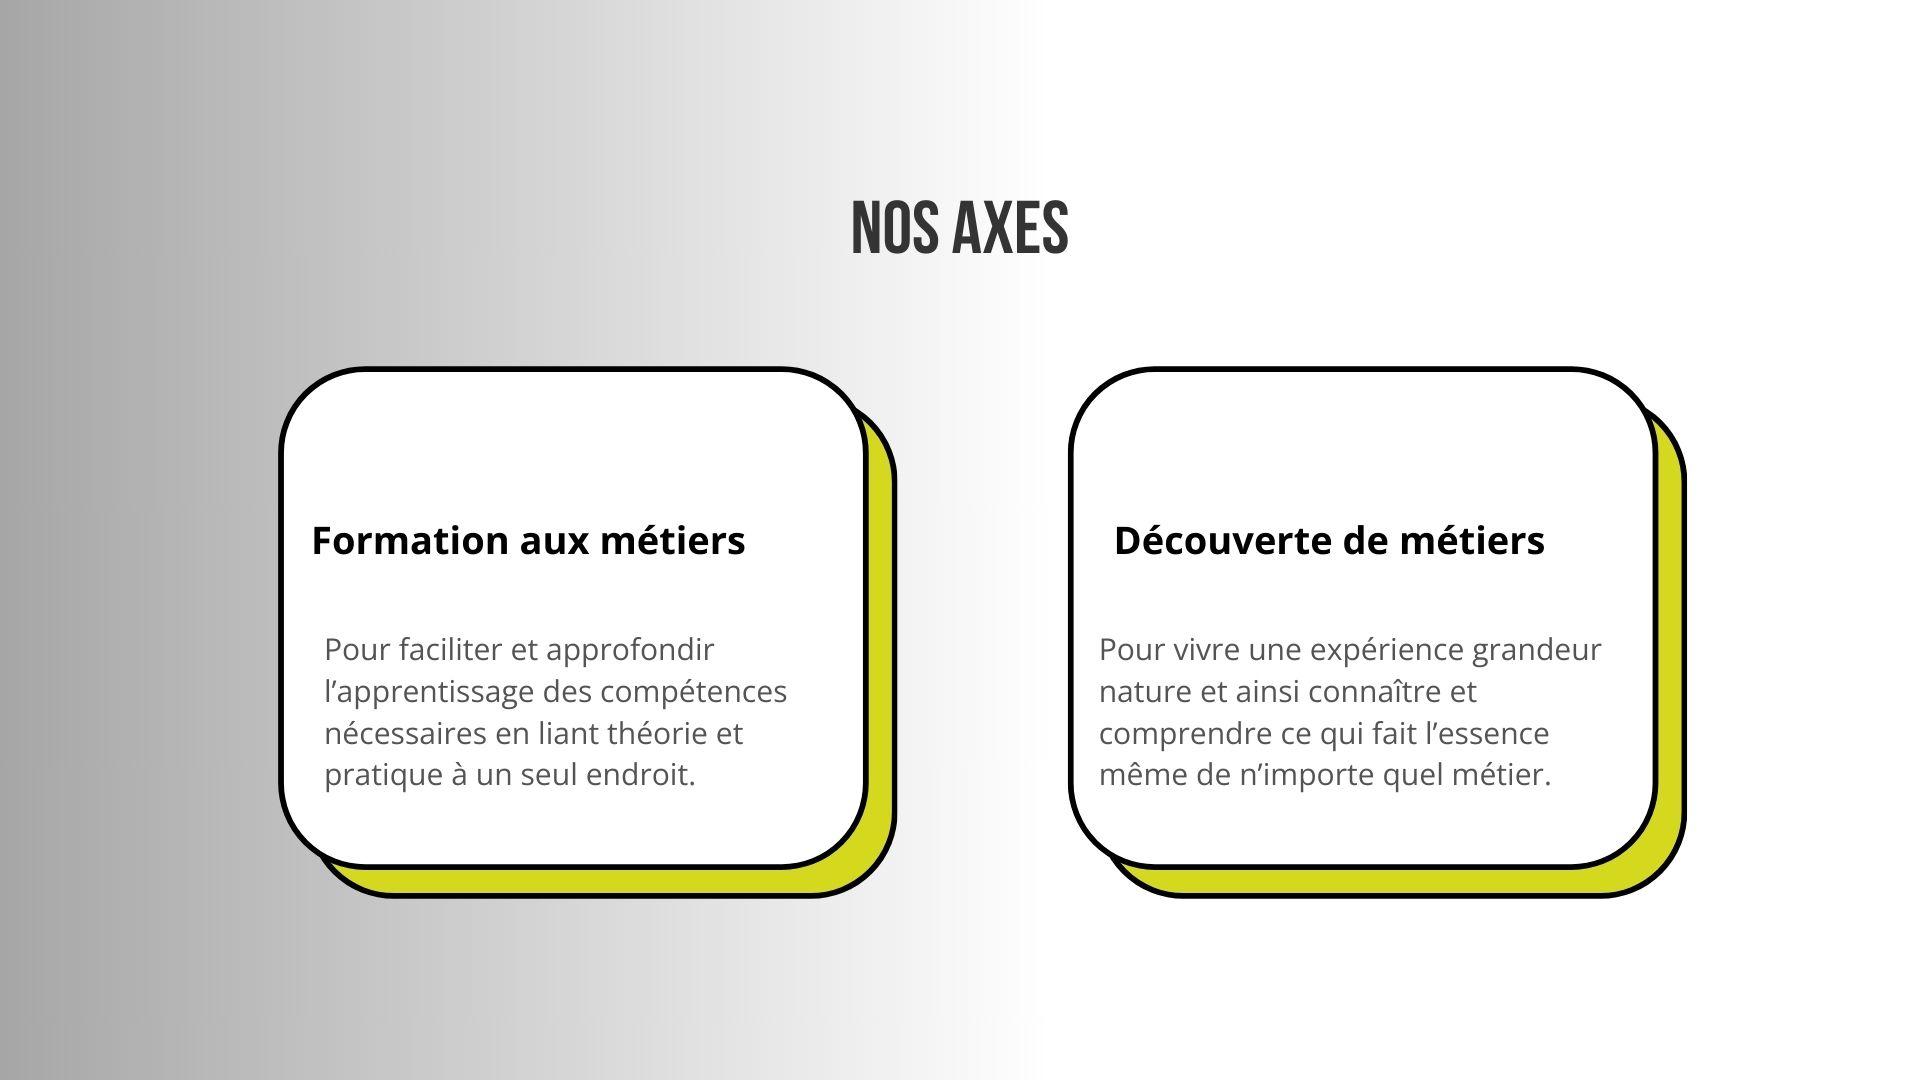 NOS AXES
Formation aux métiers
Pour faciliter et approfondir
l’apprentissage des compétences
nécessaires en liant théorie et
pratique à un seul endroit.
Découverte de métiers
Pour vivre une expérience grandeur
nature et ainsi connaître et
comprendre ce qui fait l’essence
même de n’importe quel métier.